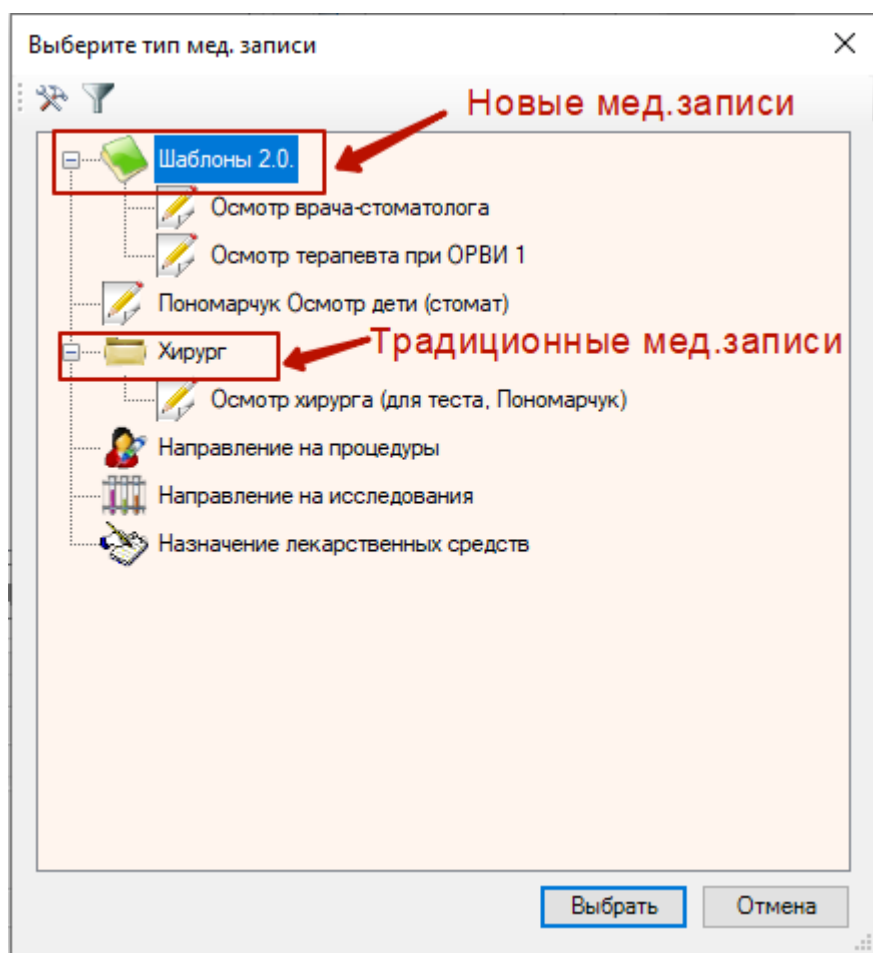 Выберите тип мед. записи
Новые мед.записи
Шаблоны 2.0.
Осмотр врача-стоматолога
Осмотр терапевта при ОРВИ 1
Пономарчук Осмотр дети (стомат)
Традиционные мед.записи
Хирург
Осмотр хирурга (для теста, Пономарчук)
Направление на процедуры
Направление на исследования
Назначение лекарственных средств
Выбрать
Отмена